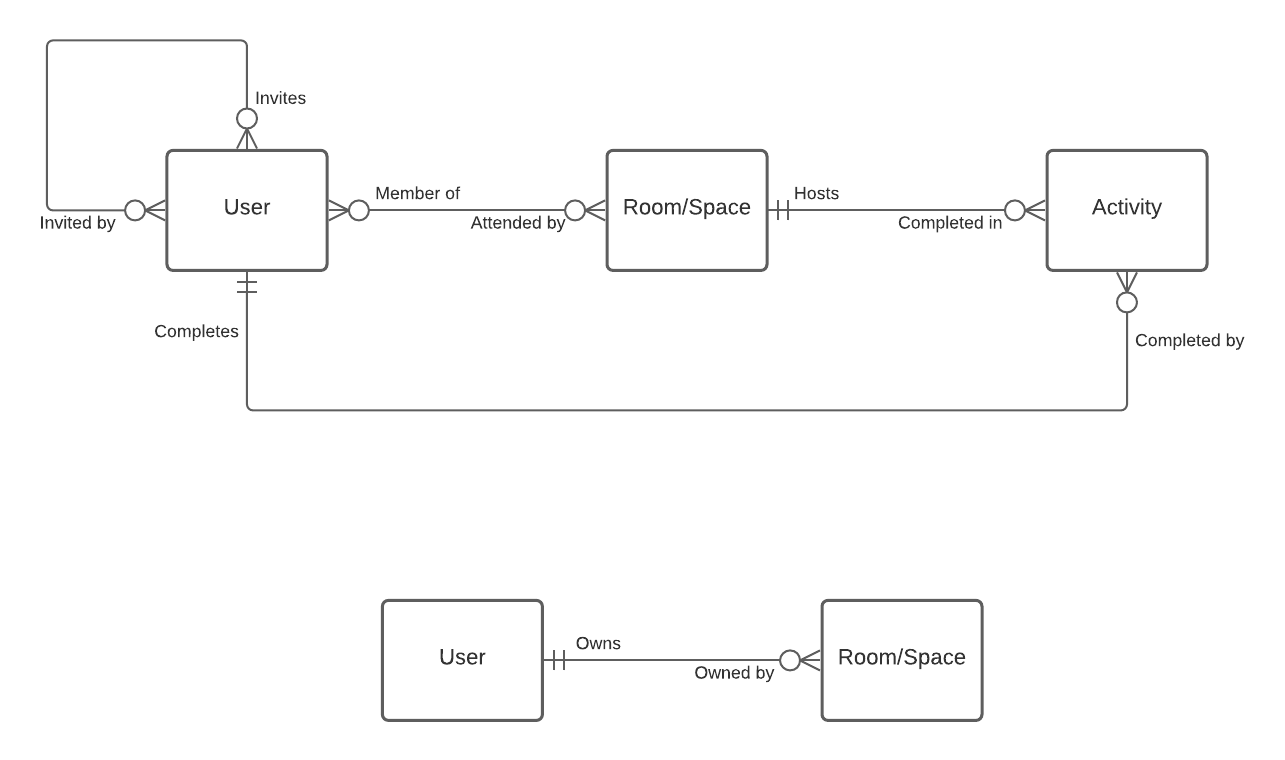 Invites
User
Invited by
Member of
Attended by
Room/Space
Hosts
Completed in
Activity
Completes
Completed by
User
Owns
Owned by
Room/Space